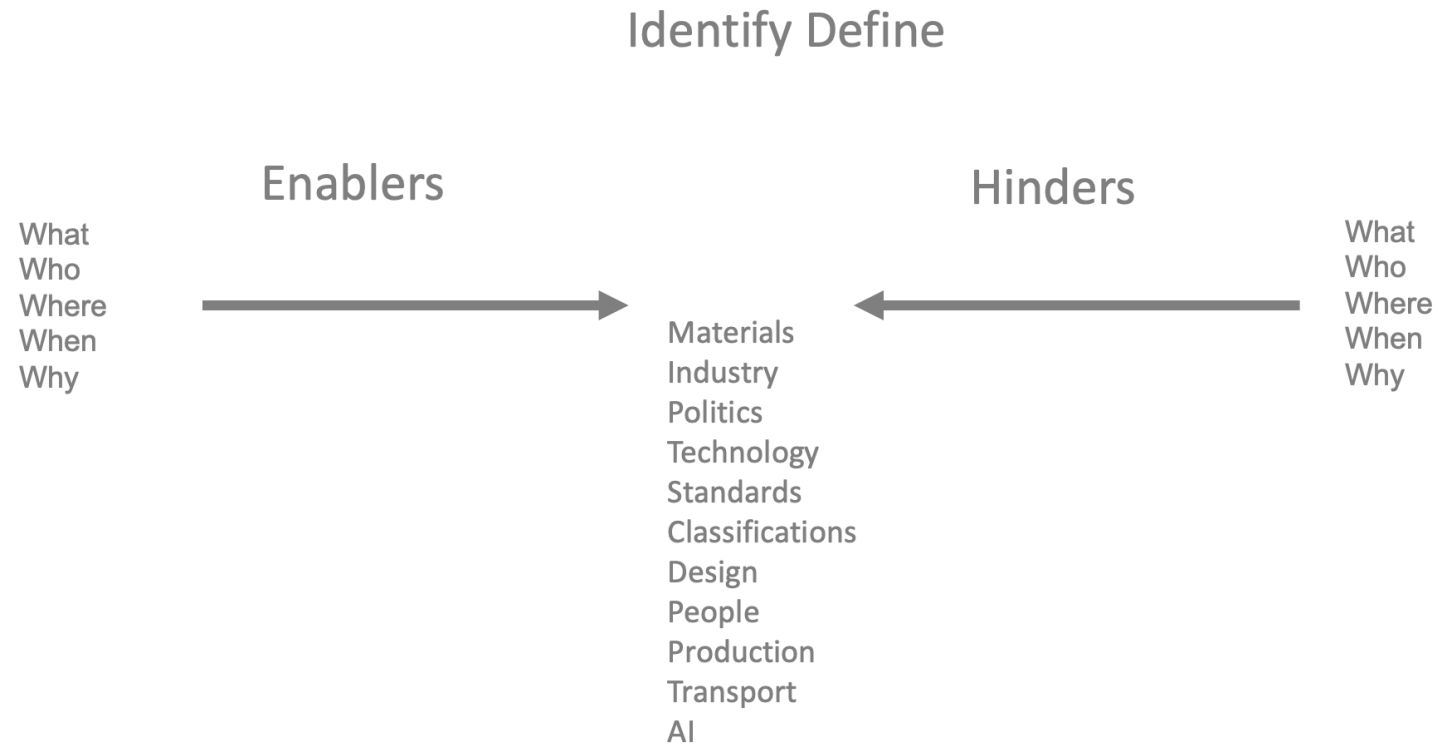 Identify Define
Enablers
Hinders
What
Who
Where
When
Why
Materials
Industry
Politics
Technology
Standards
Classifications
Design
People
Production
Transport
AI
What
Who
Where
When
Why